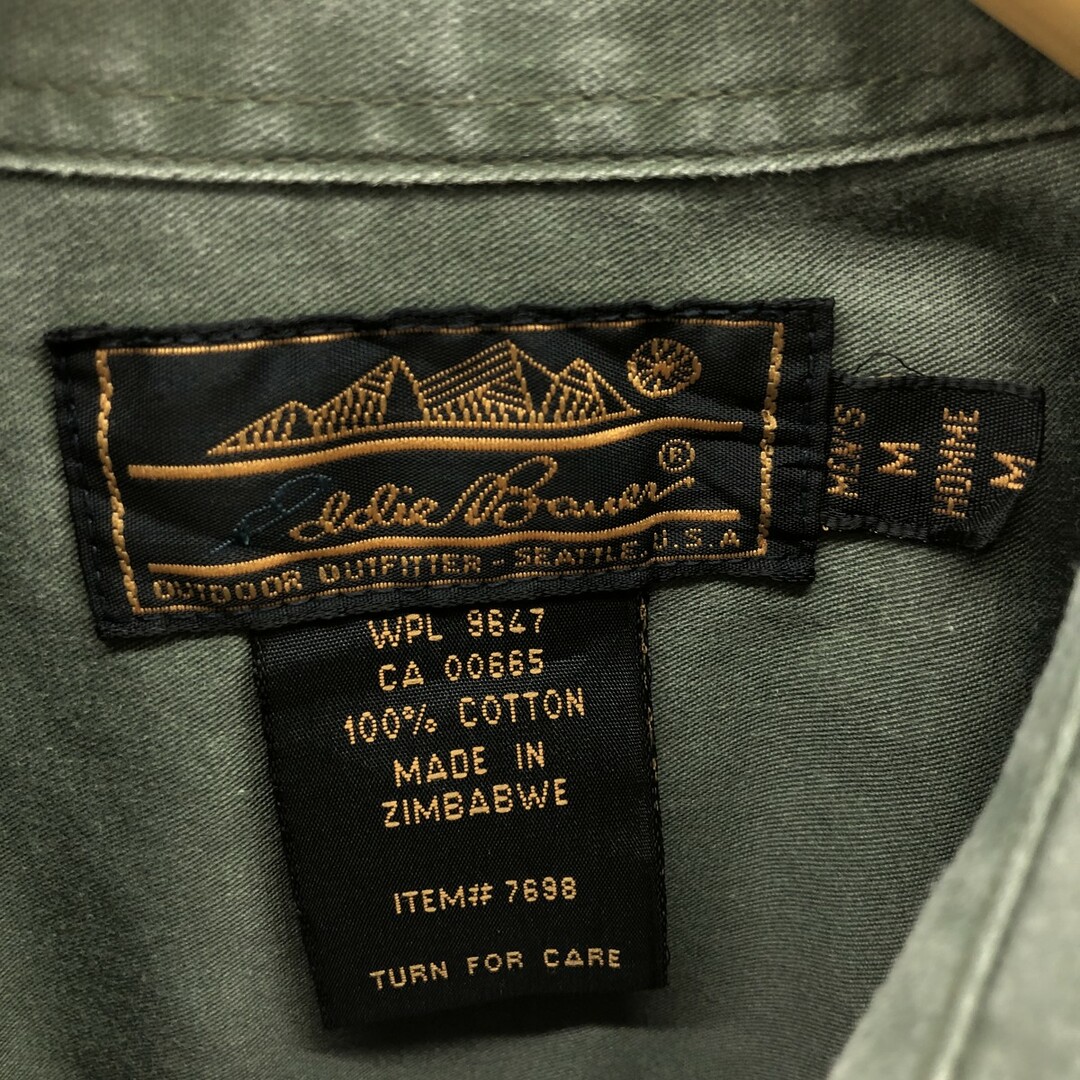 W
Eddie Bauer®
OUTDOOR OUTFITTER - SEATTLE, U.S.A
MEN'S
M
HOMME
M
WPL 9647
CA 00665
100% COTTON
MADE IN
ZIMBABWE
ITEM# 7698
TURN FOR CARE